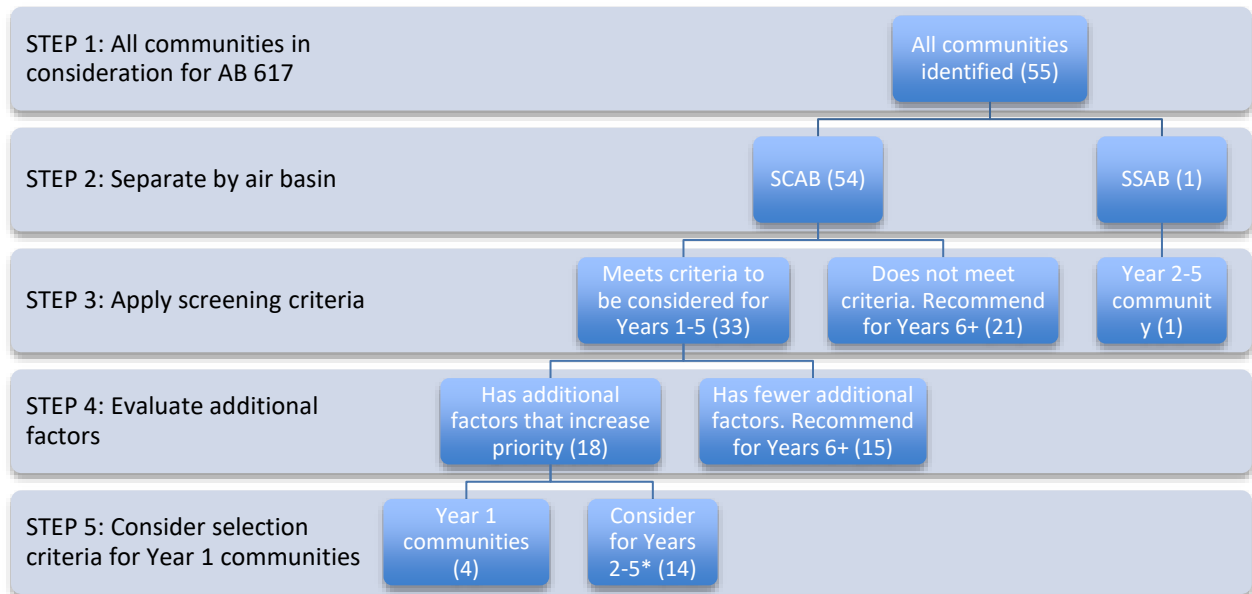 STEP 1: All communities in
consideration for AB 617
All communities
identified (55)
STEP 2: Separate by air basin
SCAB (54)
SSAB (1)
STEP 3: Apply screening criteria
Meets criteria to
be considered for
Years 1-5 (33)
Does not meet
criteria. Recommend
for Years 6+ (21)
Year 2-5
communit
y (1)
STEP 4: Evaluate additional
factors
Has additional
factors that increase
priority (18)
Has fewer additional
factors. Recommend
for Years 6+ (15)
STEP 5: Consider selection
criteria for Year 1 communities
Year 1
communities
(4)
Consider
for Years
2-5* (14)